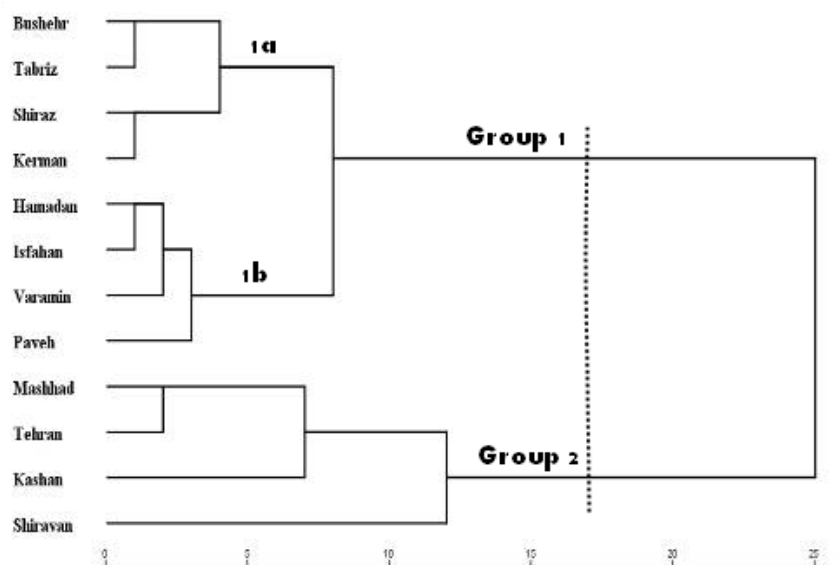 Bushehr
1a
Tabriz
Shiraz
Group 1
Kerman
Hamadan
Isfahan
1b
Varamin
Paveh
Mashhad
Tehran
Group 2
Kashan
Shiravan
0 5 10 15 20 25